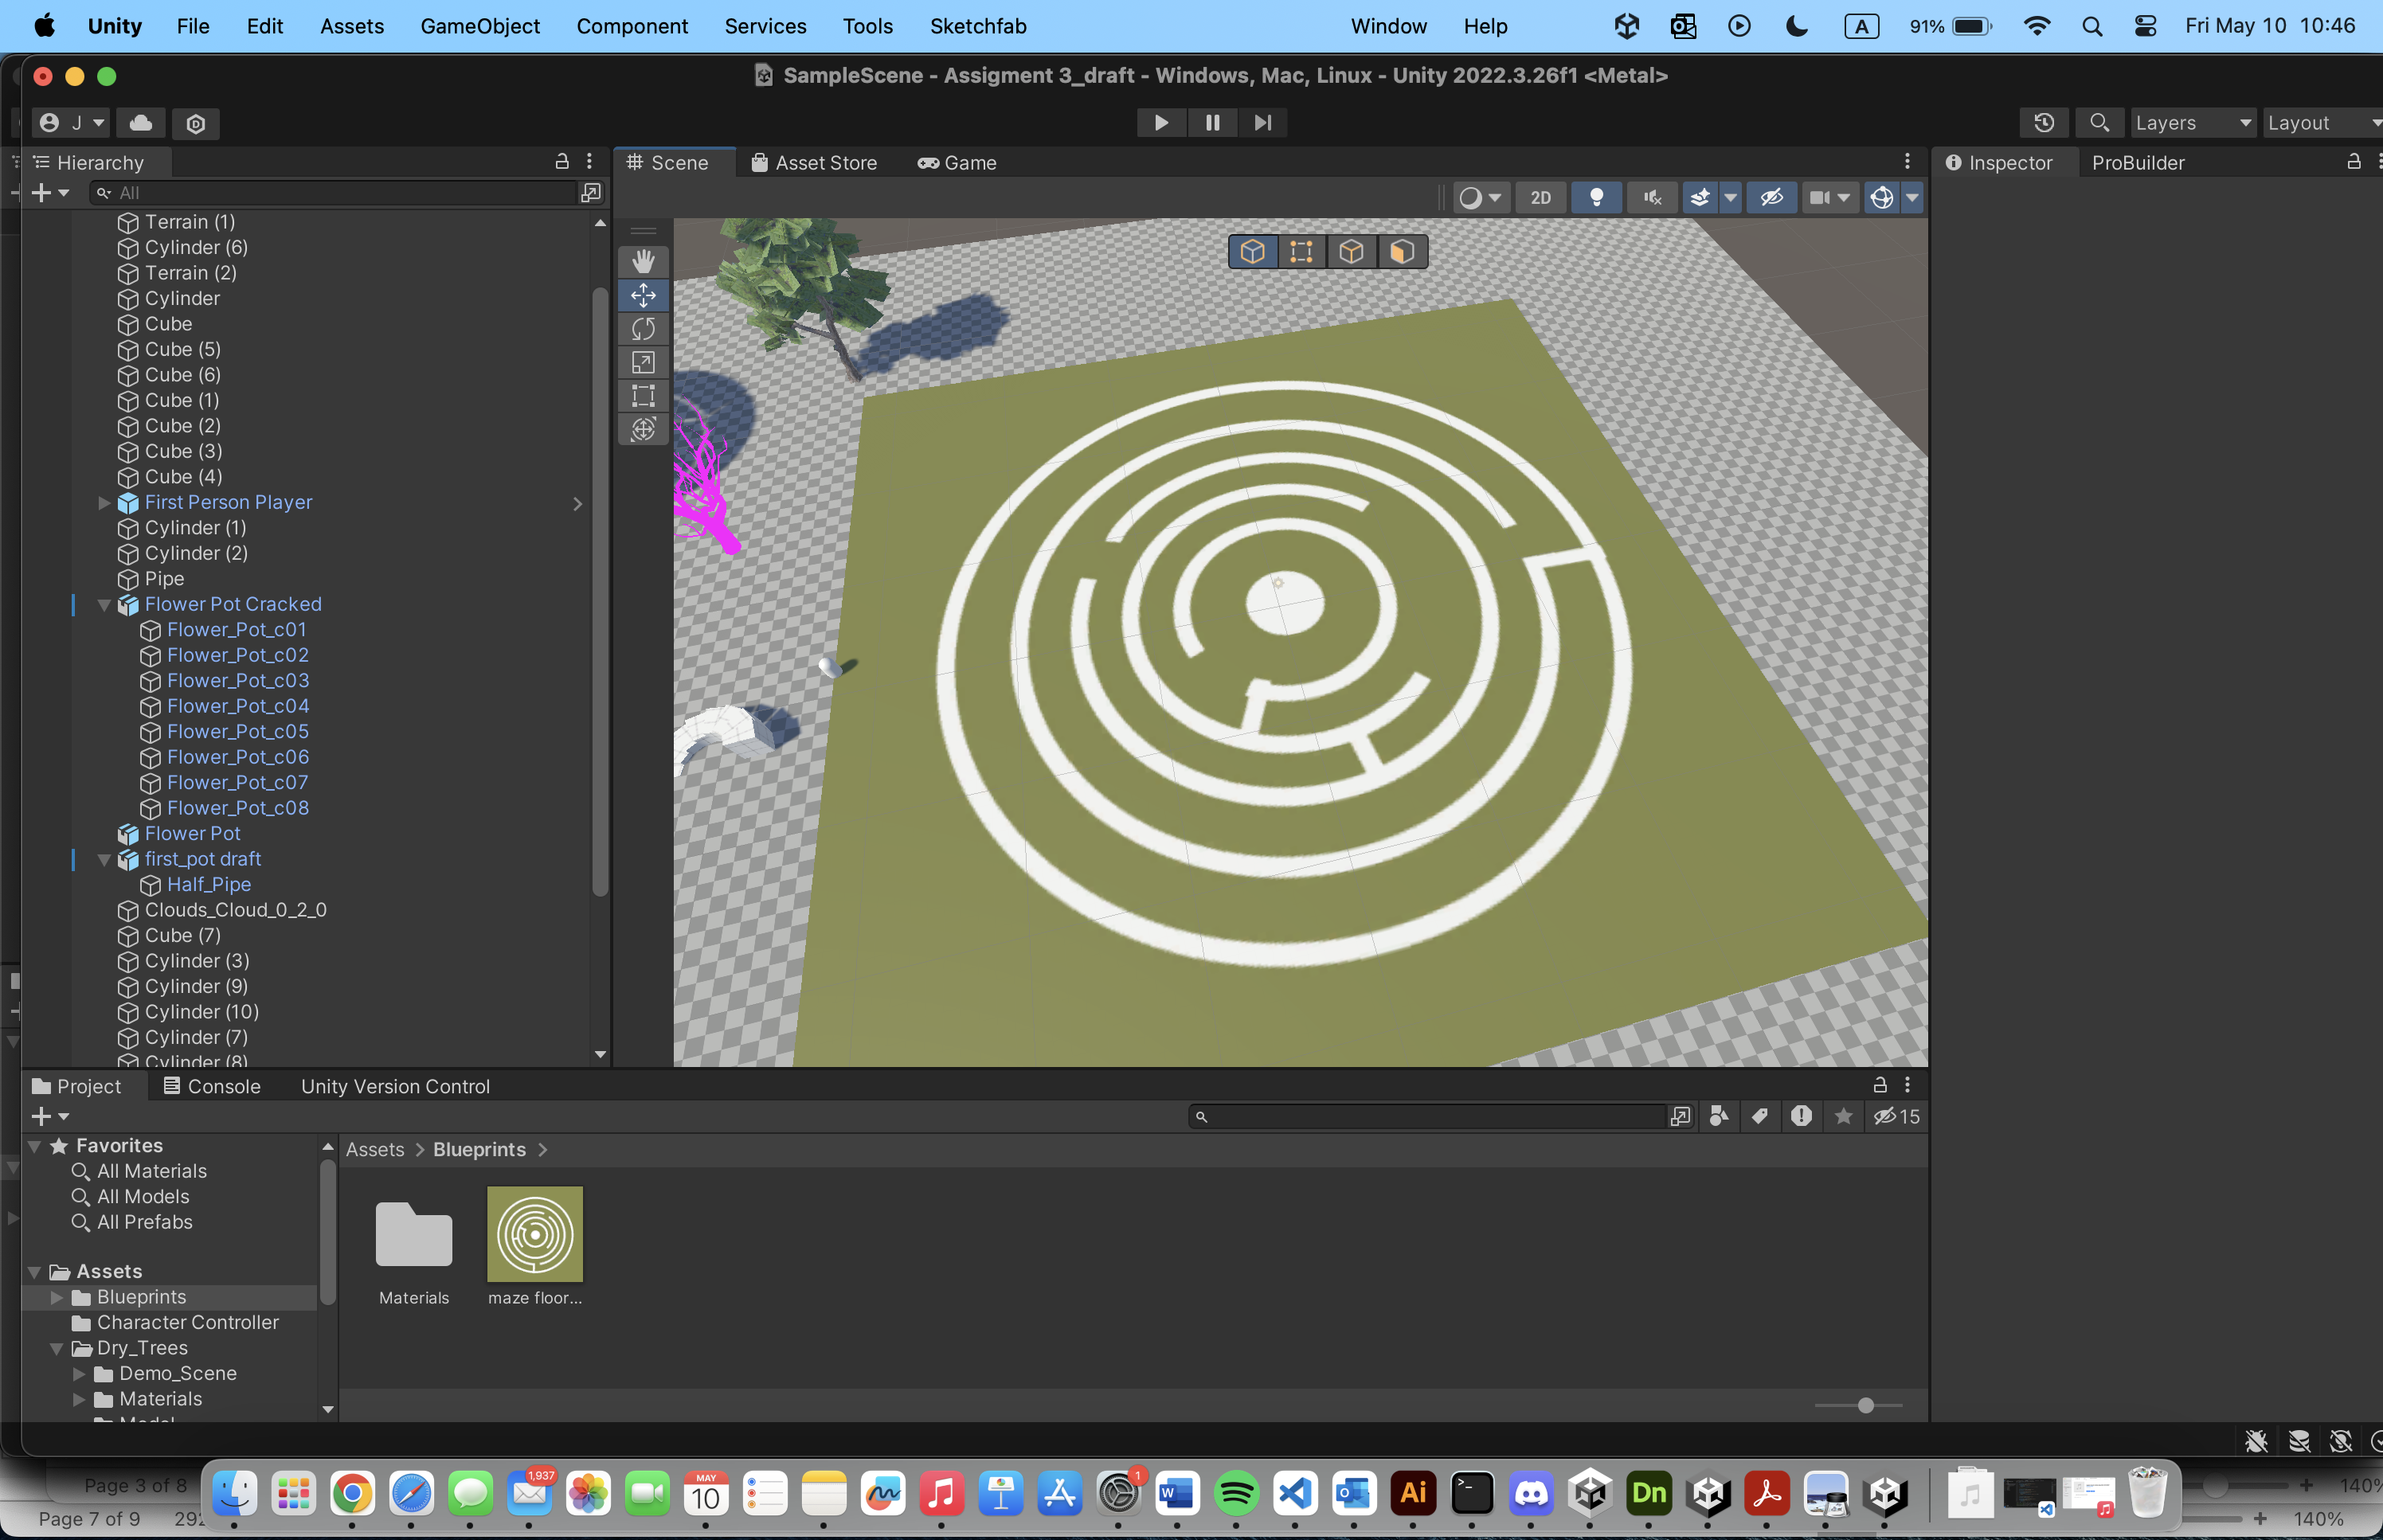 Unity File Edit Assets GameObject Component Services Tools Sketchfab Window Help A 91% Fri May 10 10:46
SampleScene - Assigment 3_draft - Windows, Mac, Linux - Unity 2022.3.26f1 <Metal>
J
Layers Layout
Hierarchy
Scene Asset Store Game
Inspector ProBuilder
All
2D
Terrain (1)
Cylinder (6)
Terrain (2)
Cylinder
Cube
Cube (5)
Cube (6)
Cube (1)
Cube (2)
Cube (3)
Cube (4)
First Person Player
Cylinder (1)
Cylinder (2)
Pipe
Flower Pot Cracked
Flower_Pot_c01
Flower_Pot_c02
Flower_Pot_c03
Flower_Pot_c04
Flower_Pot_c05
Flower_Pot_c06
Flower_Pot_c07
Flower_Pot_c08
Flower Pot
first_pot draft
Half_Pipe
Clouds_Cloud_0_2_0
Cube (7)
Cylinder (3)
Cylinder (9)
Cylinder (10)
Cylinder (7)
Cylinder (8)
Project Console Unity Version Control
15
Favorites
All Materials
All Models
All Prefabs
Assets
Blueprints
Character Controller
Dry_Trees
Demo_Scene
Materials
Model
Assets > Blueprints >
Materials
maze floor...
Page 3 of 8
140%
Page 7 of 9
292
140%
1,937
MAY
10
1
W
O
Ai
Dn